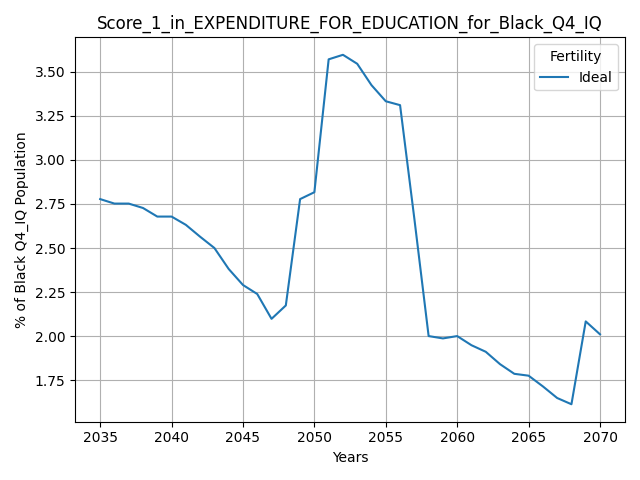 Score_1_in_EXPENDITURE_FOR_EDUCATION_for_Black_Q4_IQ
Fertility
Ideal
% of Black Q4_IQ Population
3.50
3.25
3.00
2.75
2.50
2.25
2.00
1.75
2035 2040 2045 2050 2055 2060 2065 2070
Years